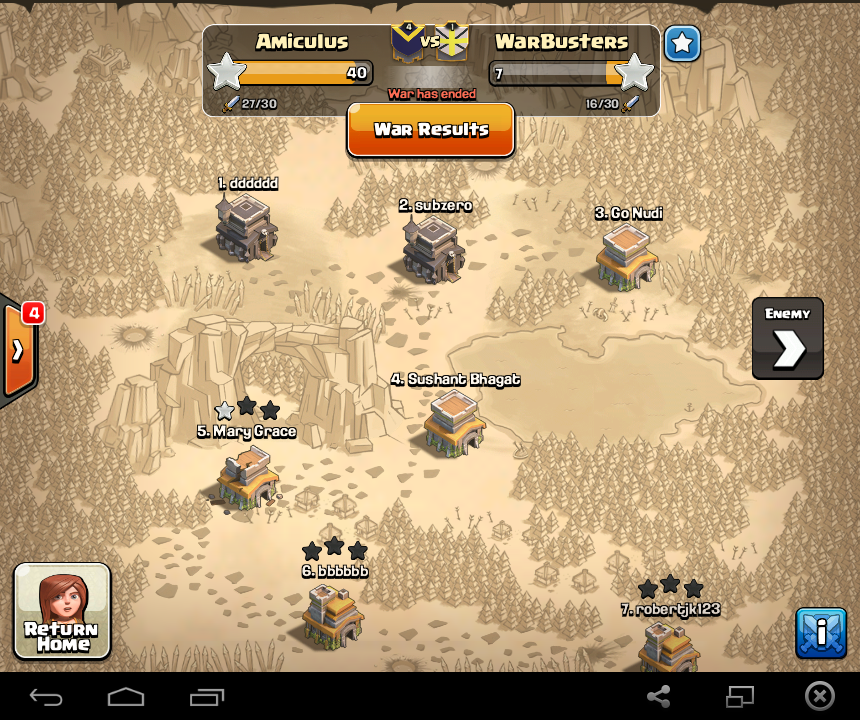 Amiculus
4
vs
1
WarBusters
40
7
War has ended
27/30
16/30
War Results
1. dddddd
2. subzero
3. Go Nudi
4
Enemy
4. Sushant Bhagat
5. Mary Grace
6. bbbbbb
7. robertjk123
Return
Home
i